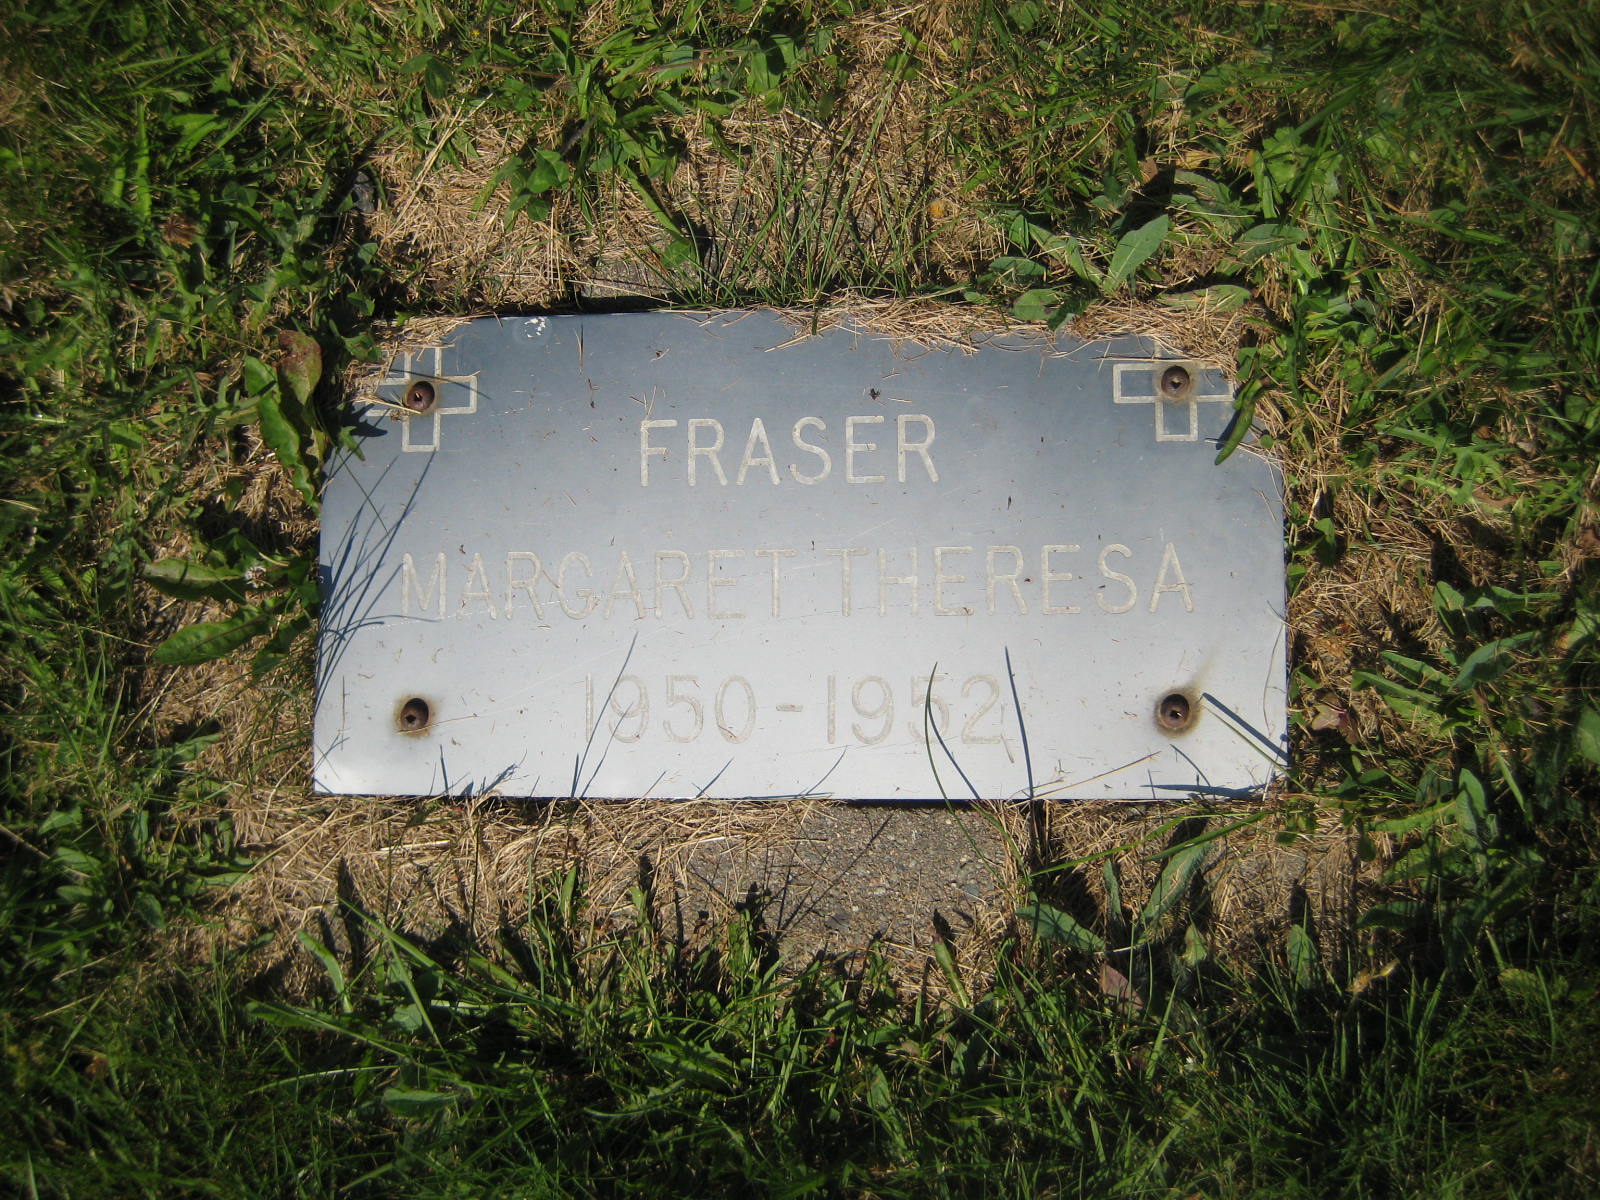 FRASER
MARGARET THERESA
1950-1952